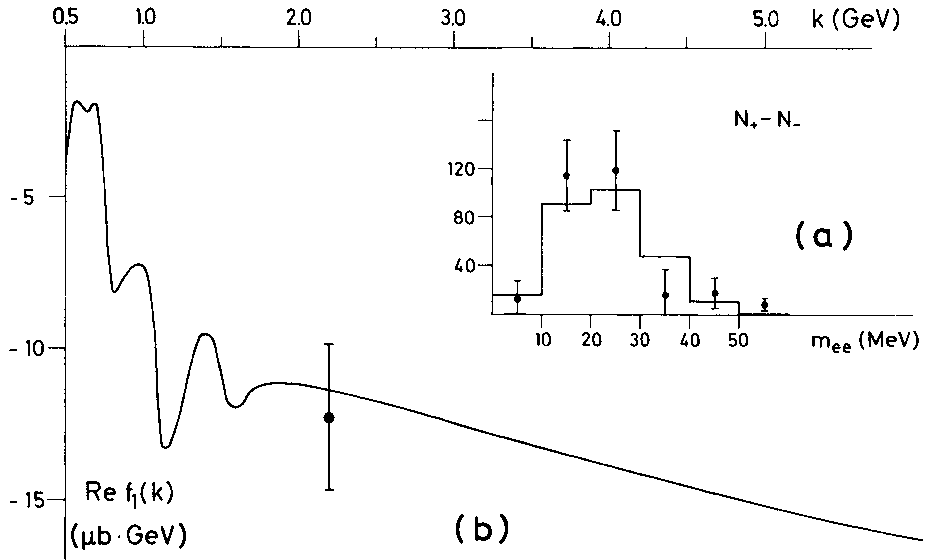 0.5 1.0 2.0 3.0 4.0 5.0 k (GeV)
N₊ – N₋
120
80
40
(a)
10 20 30 40 50 mₑₑ (MeV)
- 5
- 10
- 15
Re f₁(k)
(μb · GeV)
(b)